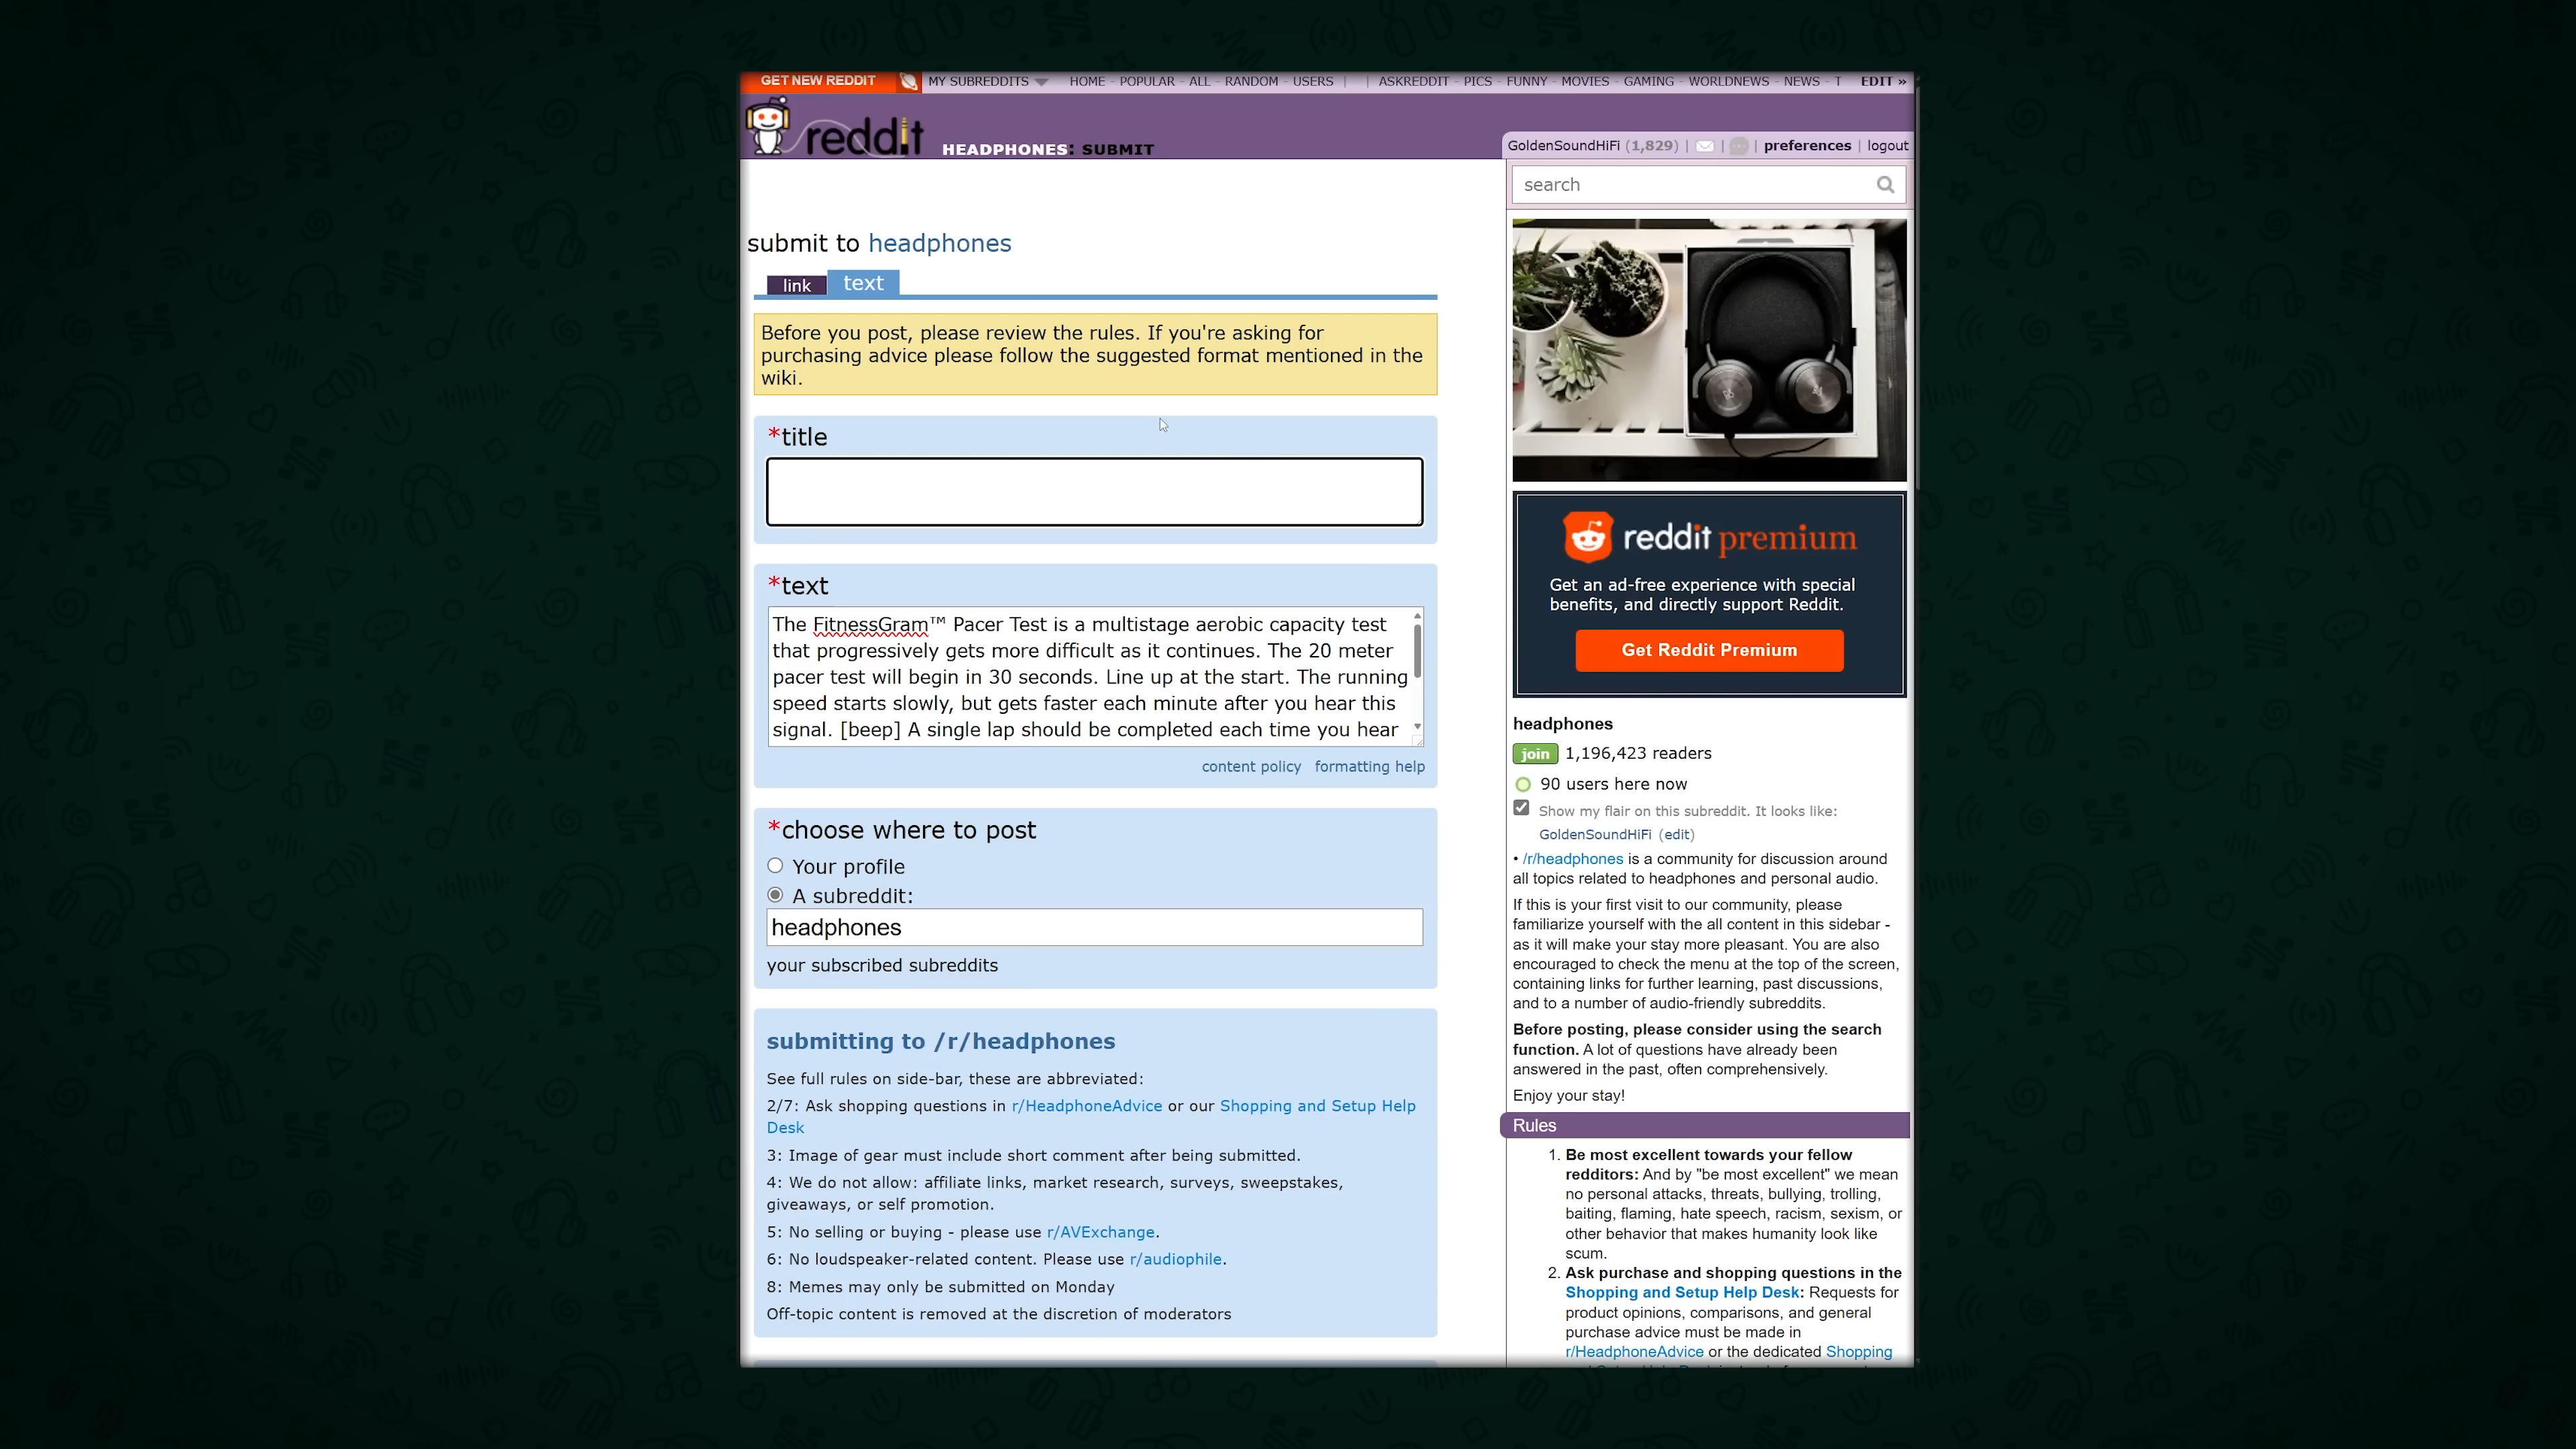 GET NEW REDDIT MY SUBREDDITS HOME - POPULAR - ALL - RANDOM - USERS | | ASKREDDIT - PICS - FUNNY - MOVIES - GAMING - WORLDNEWS - NEWS - T EDIT »
reddit HEADPHONES: SUBMIT
GoldenSoundHiFi (1,829) | | | preferences | logout
search
submit to headphones
link text
Before you post, please review the rules. If you're asking for
purchasing advice please follow the suggested format mentioned in the
wiki.
*title
*text
The FitnessGram™ Pacer Test is a multistage aerobic capacity test
that progressively gets more difficult as it continues. The 20 meter
pacer test will begin in 30 seconds. Line up at the start. The running
speed starts slowly, but gets faster each minute after you hear this
signal. [beep] A single lap should be completed each time you hear
content policy formatting help
*choose where to post
Your profile
A subreddit:
headphones
your subscribed subreddits
submitting to /r/headphones
See full rules on side-bar, these are abbreviated:
2/7: Ask shopping questions in r/HeadphoneAdvice or our Shopping and Setup Help
Desk
3: Image of gear must include short comment after being submitted.
4: We do not allow: affiliate links, market research, surveys, sweepstakes,
giveaways, or self promotion.
5: No selling or buying - please use r/AVExchange.
6: No loudspeaker-related content. Please use r/audiophile.
8: Memes may only be submitted on Monday
Off-topic content is removed at the discretion of moderators
reddit premium
Get an ad-free experience with special
benefits, and directly support Reddit.
Get Reddit Premium
headphones
join 1,196,423 readers
90 users here now
Show my flair on this subreddit. It looks like:
GoldenSoundHiFi (edit)
• /r/headphones is a community for discussion around
all topics related to headphones and personal audio.
If this is your first visit to our community, please
familiarize yourself with the all content in this sidebar -
as it will make your stay more pleasant. You are also
encouraged to check the menu at the top of the screen,
containing links for further learning, past discussions,
and to a number of audio-friendly subreddits.
Before posting, please consider using the search
function. A lot of questions have already been
answered in the past, often comprehensively.
Enjoy your stay!
Rules
1. Be most excellent towards your fellow
redditors: And by "be most excellent" we mean
no personal attacks, threats, bullying, trolling,
baiting, flaming, hate speech, racism, sexism, or
other behavior that makes humanity look like
scum.
2. Ask purchase and shopping questions in the
Shopping and Setup Help Desk: Requests for
product opinions, comparisons, and general
purchase advice must be made in
r/HeadphoneAdvice or the dedicated Shopping